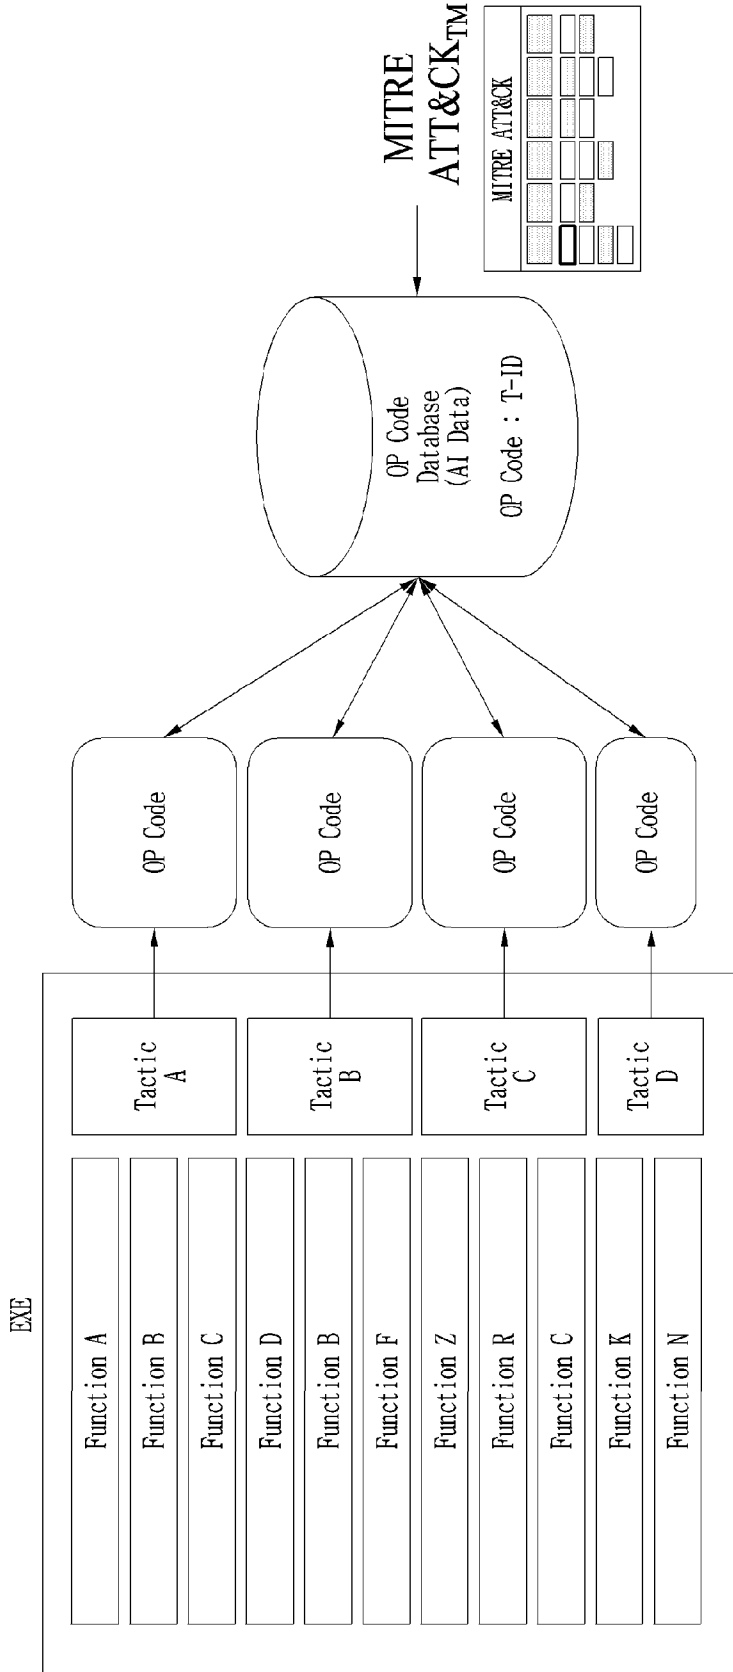 EXE
Function A
Function B
Function C
Function D
Function B
Function F
Function Z
Function R
Function C
Function K
Function N
Tactic
A
Tactic
B
Tactic
C
Tactic
D
OP Code
OP Code
OP Code
OP Code
OP Code
Database
(AI Data)
OP Code : T-ID
MITRE
ATT&CKTM
MITRE ATT&CK